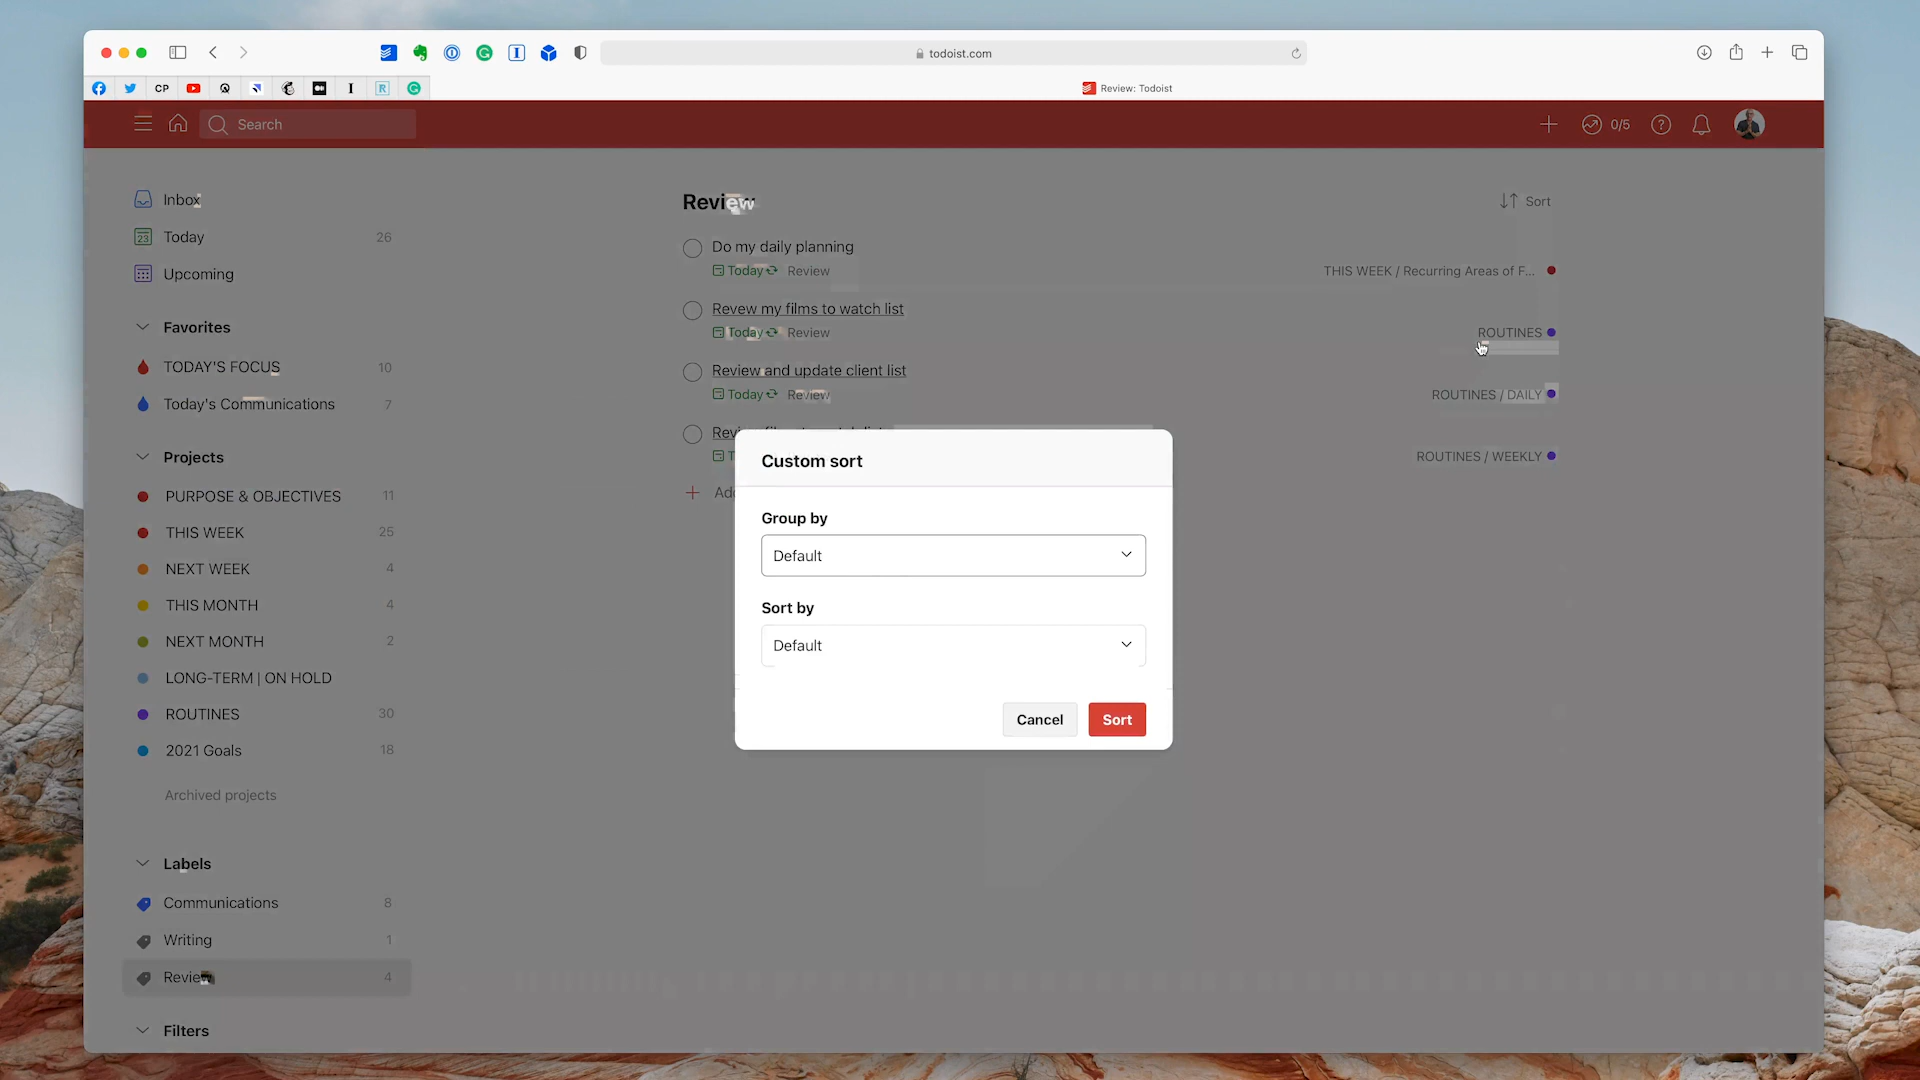 todoist.com
CP
Review: Todoist
Search
0/5
Inbox
Today 26
Upcoming
Favorites
TODAY'S FOCUS 10
Today's Communications 7
Projects
PURPOSE & OBJECTIVES 11
THIS WEEK 25
NEXT WEEK 4
THIS MONTH 4
NEXT MONTH 2
LONG-TERM | ON HOLD
ROUTINES 30
2021 Goals 18
Archived projects
Labels
Communications 8
Writing 1
Review 4
Filters
Review
Sort
Do my daily planning
Today Review
THIS WEEK / Recurring Areas of F...
Revew my films to watch list
Today Review
ROUTINES
Review and update client list
Today Review
ROUTINES / DAILY
ROUTINES / WEEKLY
Custom sort
Group by
Default
Sort by
Default
Cancel
Sort